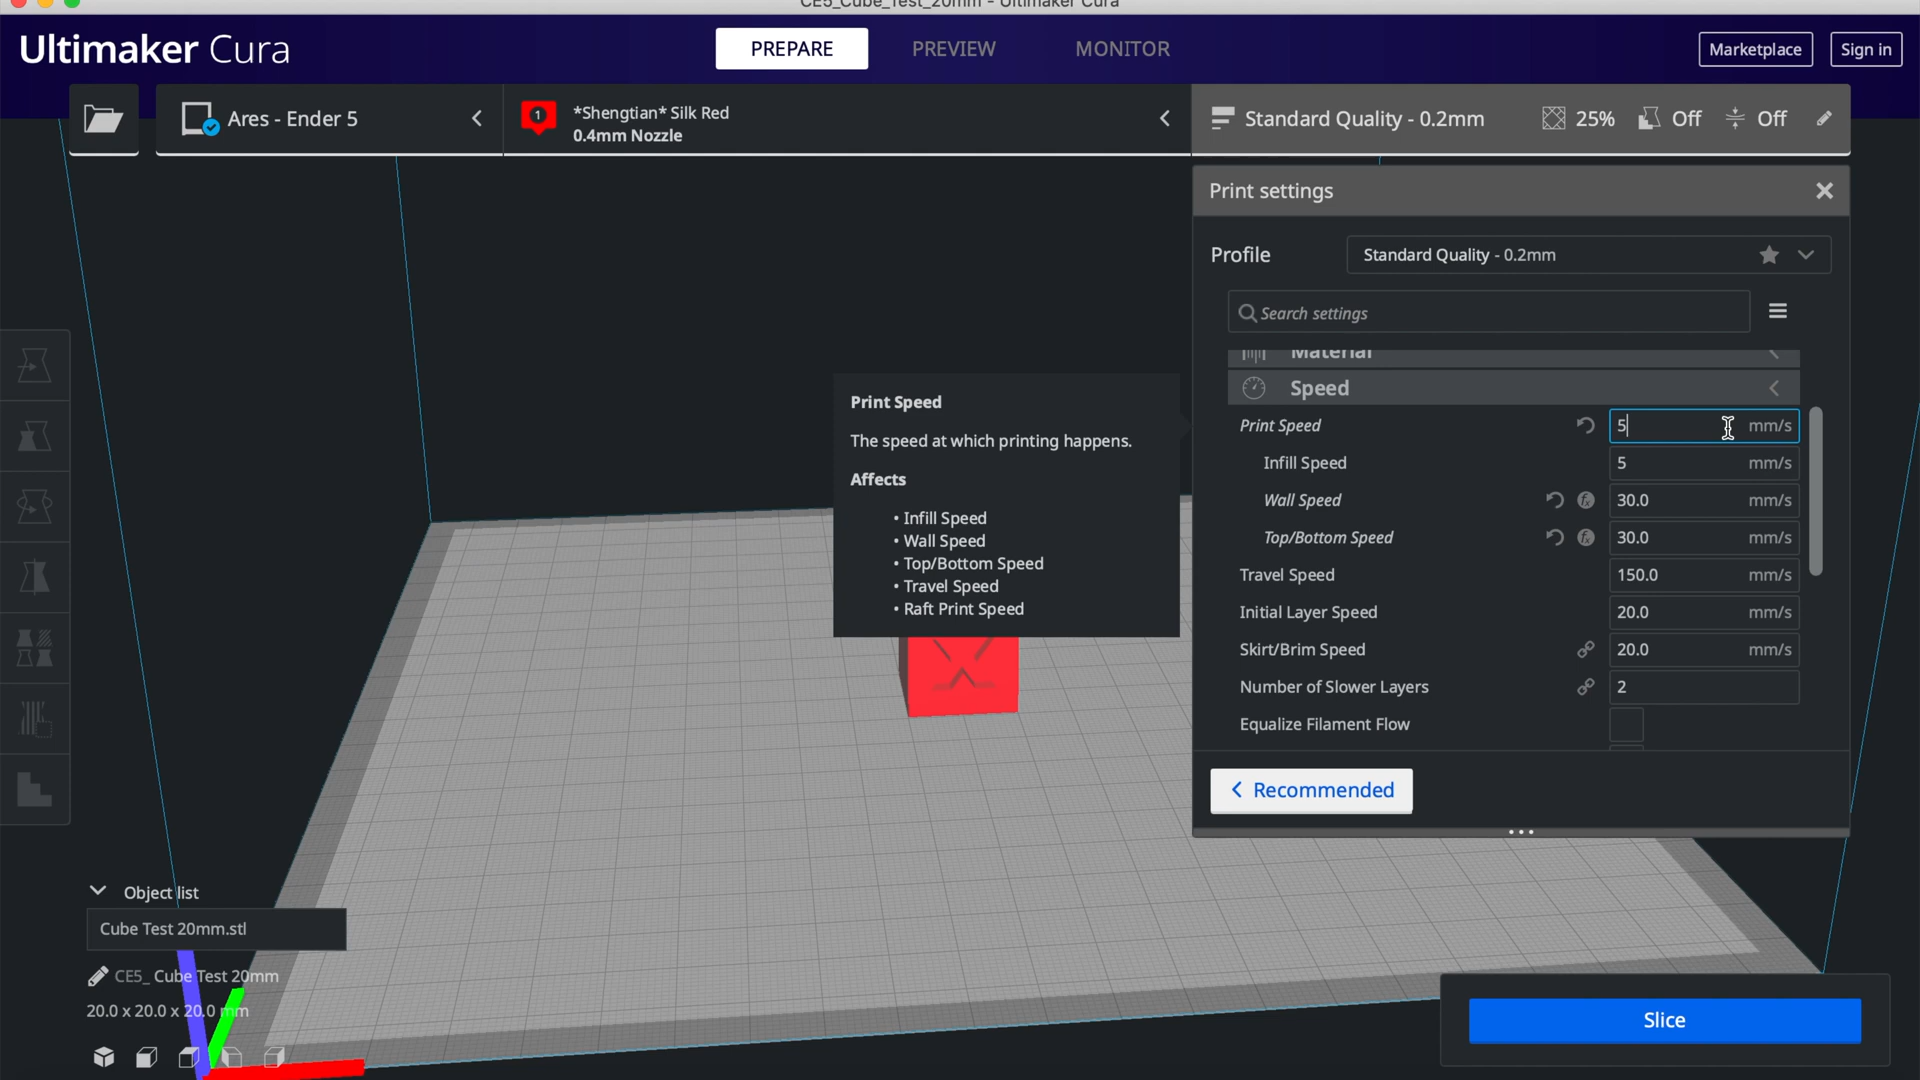 CE5_Cube_Test_20mm - Ultimaker Cura
Ultimaker Cura
PREPARE
PREVIEW
MONITOR
Marketplace
Sign in
Ares - Ender 5
1
*Shengtian* Silk Red
0.4mm Nozzle
Standard Quality - 0.2mm
25%
Off
Off
Print settings
Profile
Standard Quality - 0.2mm
Search settings
Material
Speed
Print Speed
5
mm/s
Infill Speed
5
mm/s
Wall Speed
30.0
mm/s
Top/Bottom Speed
30.0
mm/s
Travel Speed
150.0
mm/s
Initial Layer Speed
20.0
mm/s
Skirt/Brim Speed
20.0
mm/s
Number of Slower Layers
2
Equalize Filament Flow
Recommended
Print Speed
The speed at which printing happens.
Affects
• Infill Speed
• Wall Speed
• Top/Bottom Speed
• Travel Speed
• Raft Print Speed
X
Object list
Cube Test 20mm.stl
CE5_ Cube Test 20mm
20.0 x 20.0 x 20.0 mm
Slice